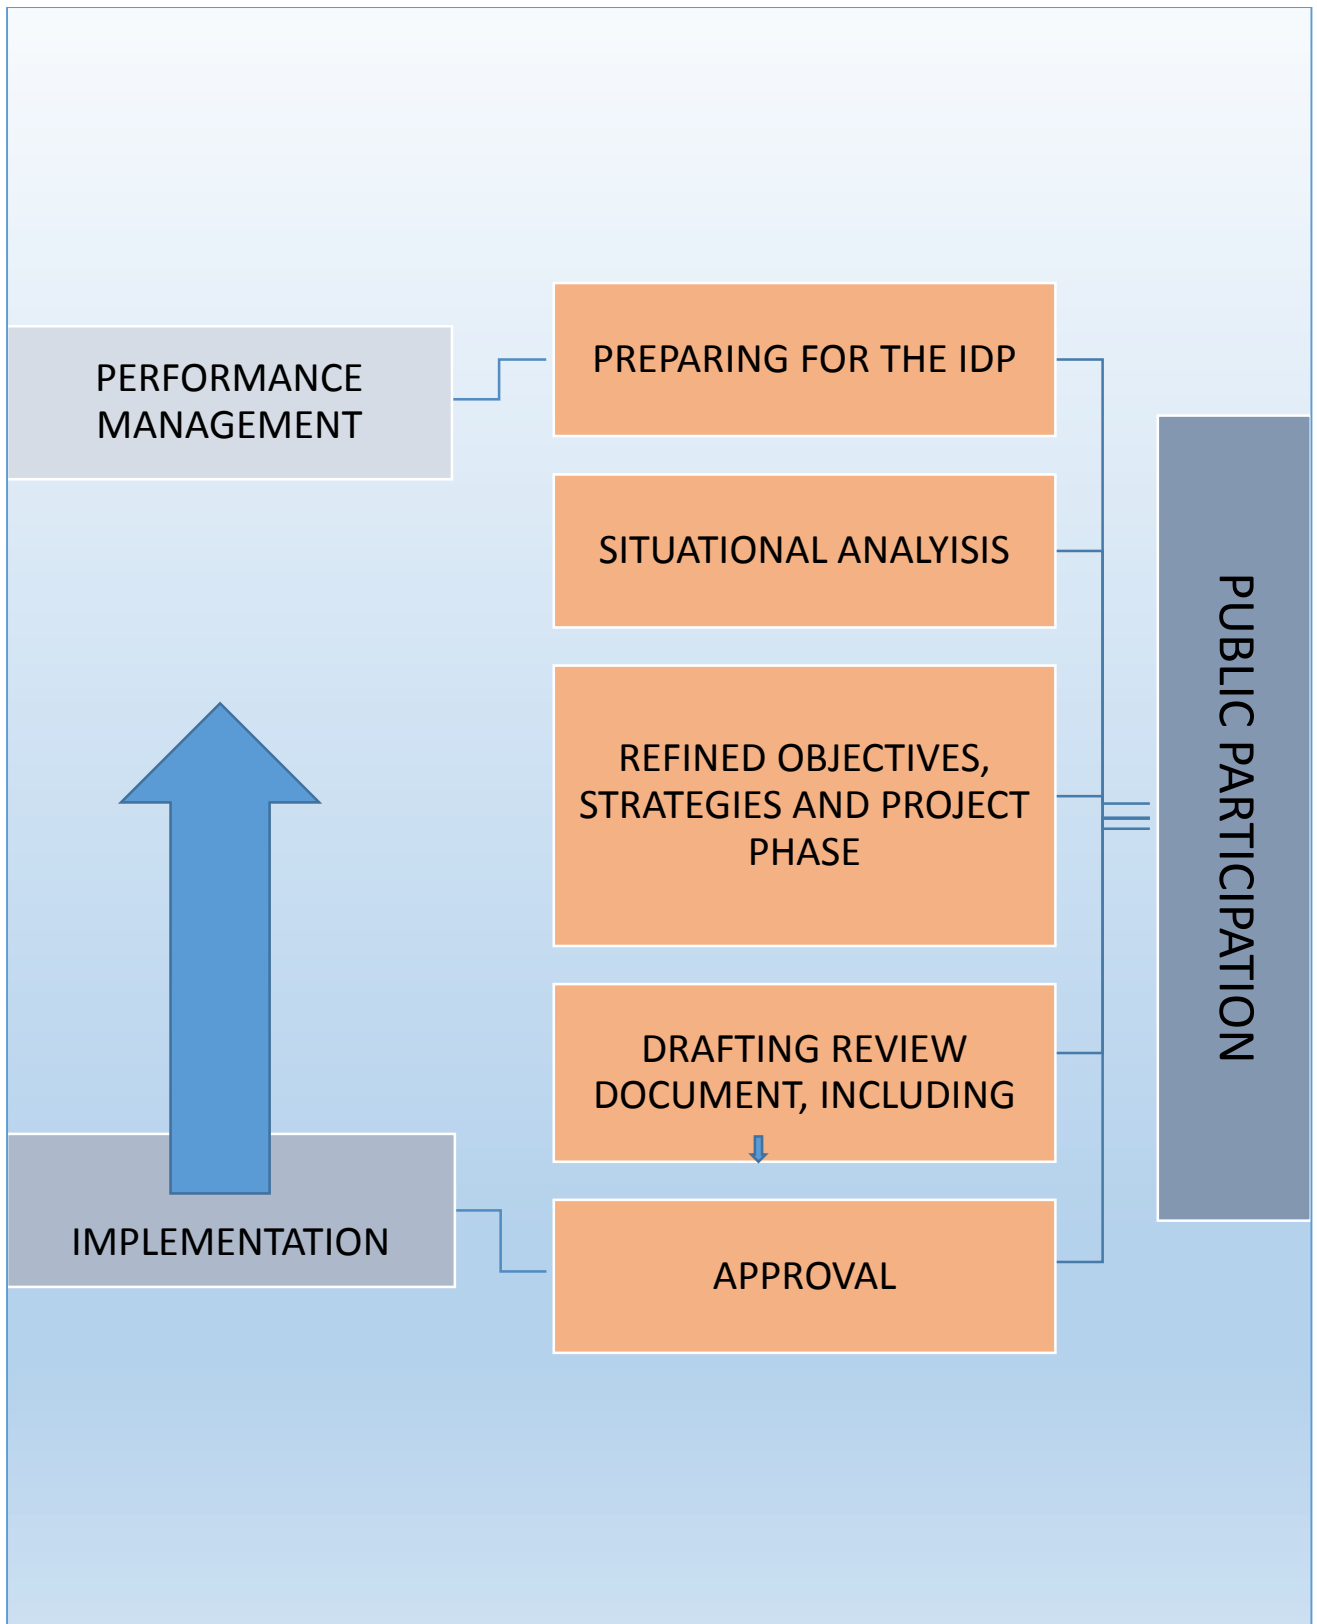 PERFORMANCE
MANAGEMENT
PREPARING FOR THE IDP
SITUATIONAL ANALYISIS
REFINED OBJECTIVES,
STRATEGIES AND PROJECT
PHASE
DRAFTING REVIEW
DOCUMENT, INCLUDING
IMPLEMENTATION
APPROVAL
PUBLIC PARTICIPATION